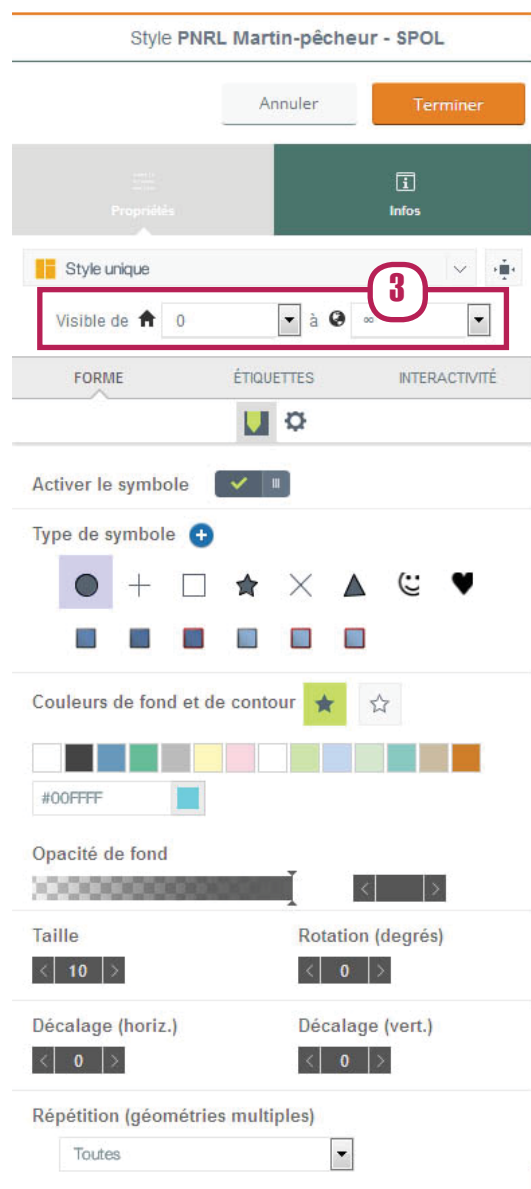 Style PNRL Martin-pêcheur - SPOL
Annuler Terminer
Propriétés Infos
Style unique
3
Visible de 0 à ∞
FORME ÉTIQUETTES INTERACTIVITÉ
Activer le symbole
Type de symbole
Couleurs de fond et de contour
#00FFFF
Opacité de fond
Taille Rotation (degrés)
10 0
Décalage (horiz.) Décalage (vert.)
0 0
Répétition (géométries multiples)
Toutes